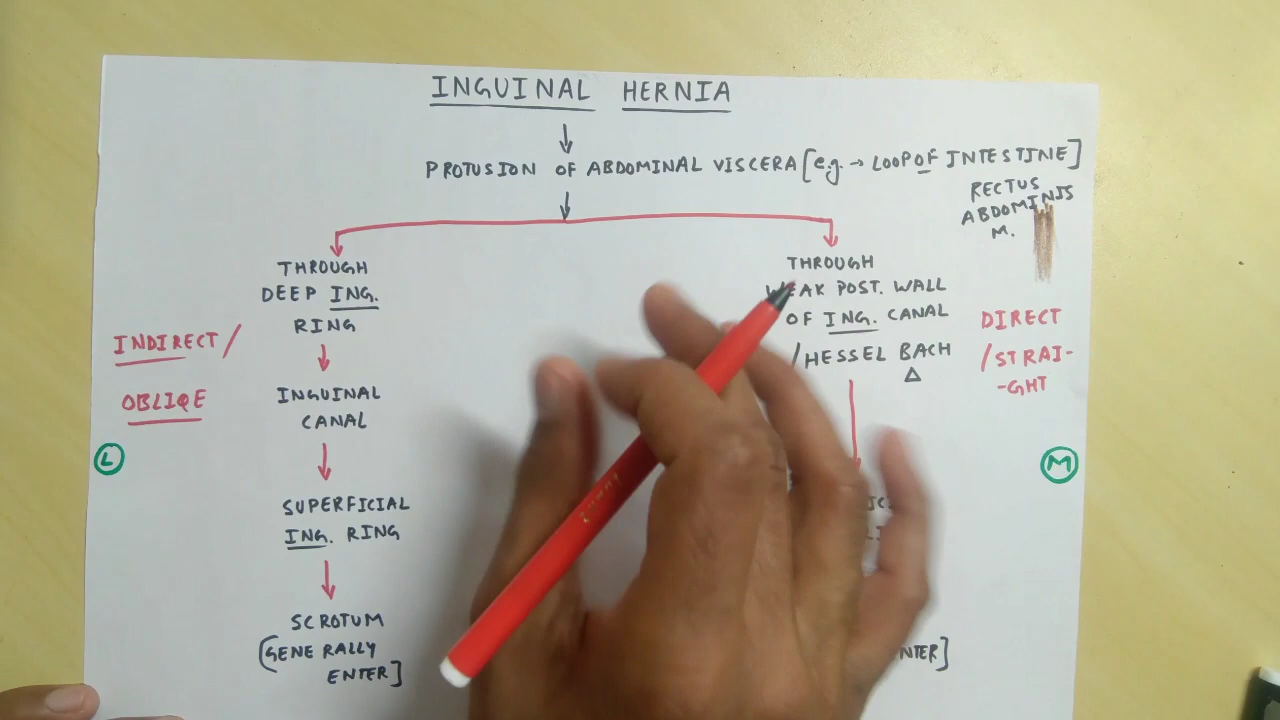 INGUINAL HERNIA
PROTUSION OF ABDOMINAL VISCERA [e.g. → LOOP OF INTESTINE]
RECTUS
ABDOMINIS
M.
THROUGH
DEEP ING.
RING
INDIRECT /
OBLIQE
INGUINAL
CANAL
L
SUPERFICIAL
ING. RING
SCROTUM
(GENERALLY
ENTER]
THROUGH
WEAK POST. WALL
OF ING. CANAL
/HESSEL BACH
Δ
DIRECT
/STRAI-
-GHT
M